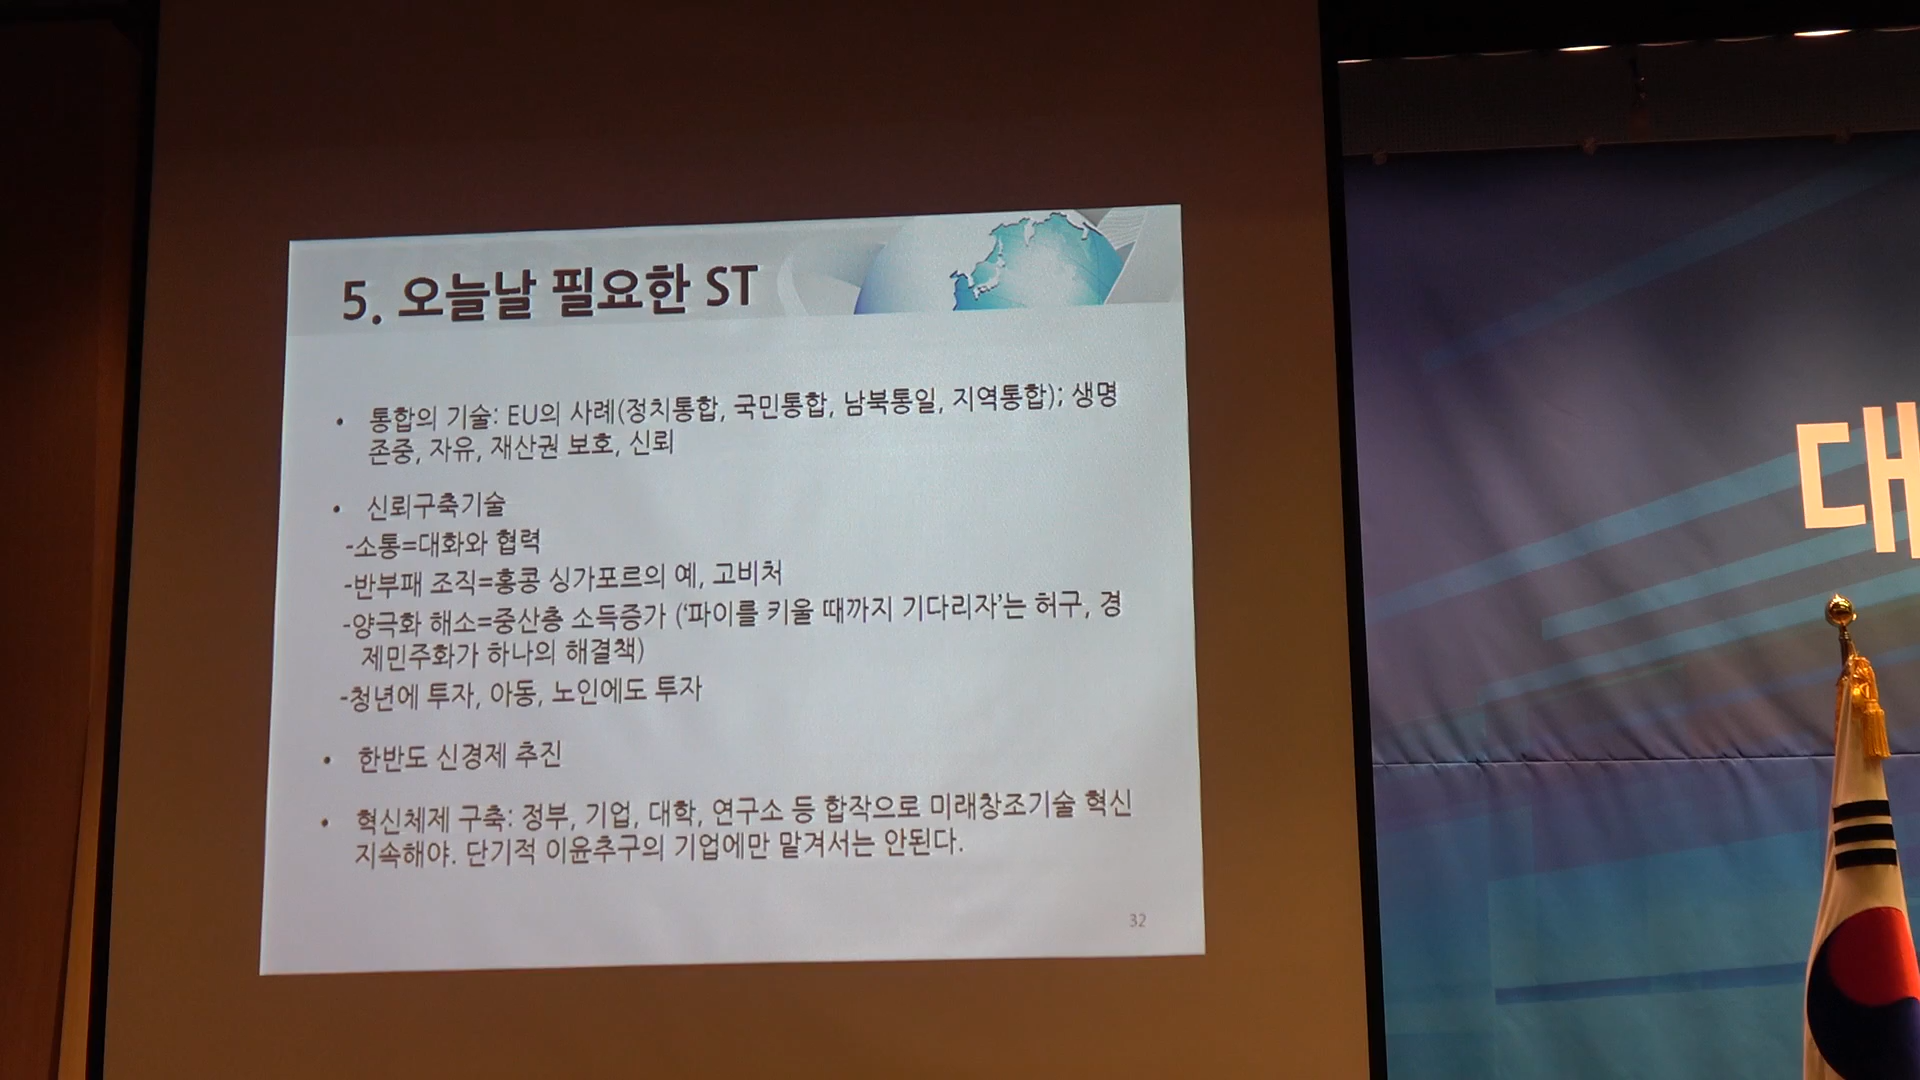 5. 오늘날 필요한 ST
• 통합의 기술: EU의 사례(정치통합, 국민통합, 남북통일, 지역통합); 생명
존중, 자유, 재산권 보호, 신뢰
• 신뢰구축기술
-소통=대화와 협력
-반부패 조직=홍콩 싱가포르의 예, 고비처
-양극화 해소=중산층 소득증가 (‘파이를 키울 때까지 기다리자’는 허구, 경
제민주화가 하나의 해결책)
-청년에 투자, 아동, 노인에도 투자
• 한반도 신경제 추진
• 혁신체제 구축: 정부, 기업, 대학, 연구소 등 합작으로 미래창조기술 혁신
지속해야. 단기적 이윤추구의 기업에만 맡겨서는 안된다.
32
대